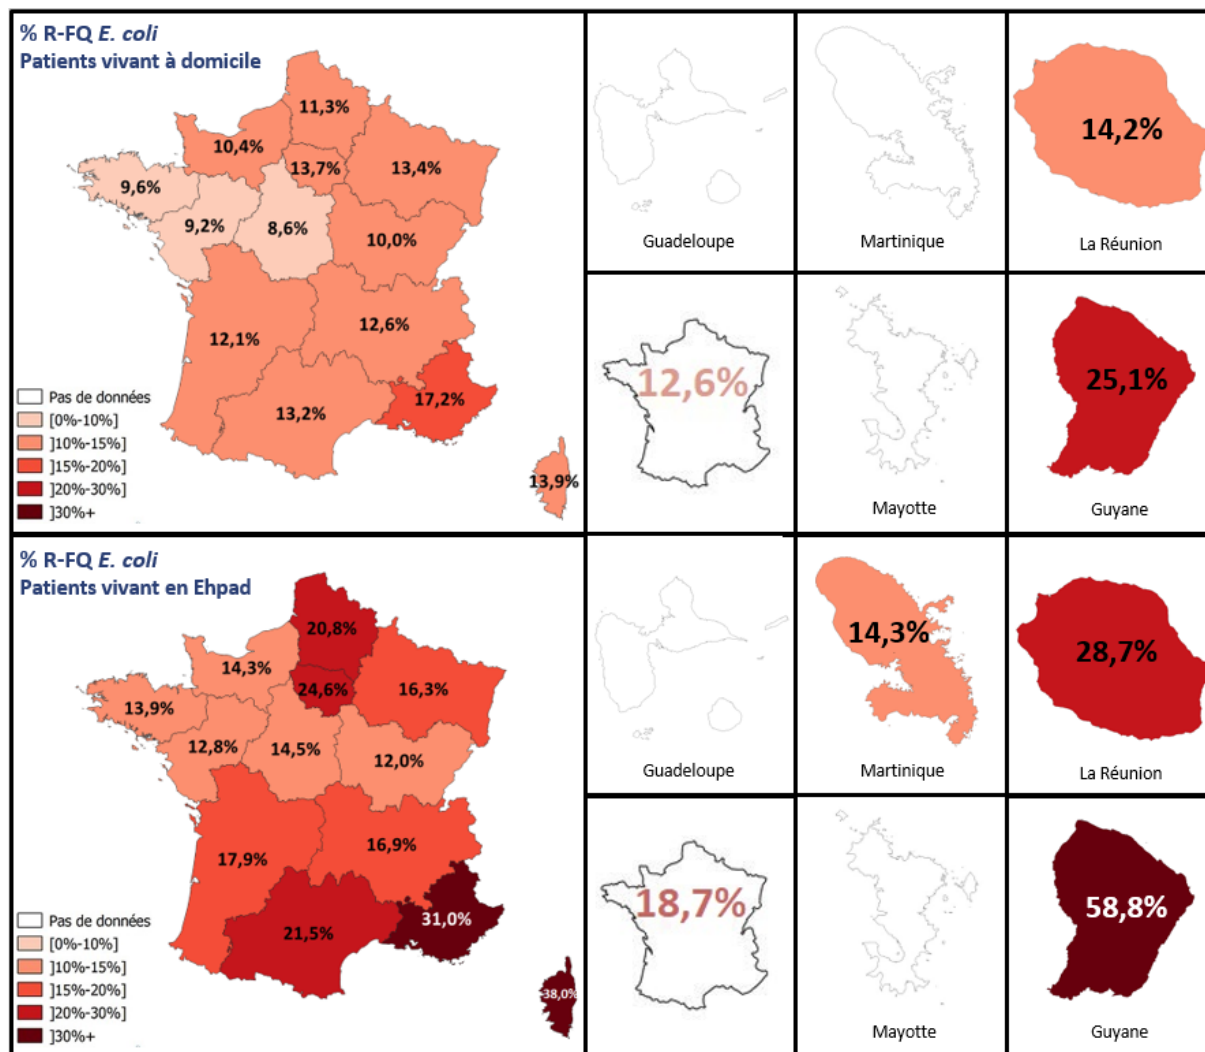 % R-FQ E. coli
Patients vivant à domicile
11,3%
10,4%
13,7%
13,4%
9,6%
9,2%
8,6%
10,0%
12,1%
12,6%
13,2%
17,2%
13,9%
Pas de données
[0%-10%]
]10%-15%]
]15%-20%]
]20%-30%]
]30%+
Guadeloupe
Martinique
14,2%
La Réunion
12,6%
Mayotte
25,1%
Guyane
% R-FQ E. coli
Patients vivant en Ehpad
20,8%
14,3%
24,6%
16,3%
13,9%
12,8%
14,5%
12,0%
17,9%
16,9%
21,5%
31,0%
38,0%
Pas de données
[0%-10%]
]10%-15%]
]15%-20%]
]20%-30%]
]30%+
Guadeloupe
14,3%
Martinique
28,7%
La Réunion
18,7%
Mayotte
58,8%
Guyane